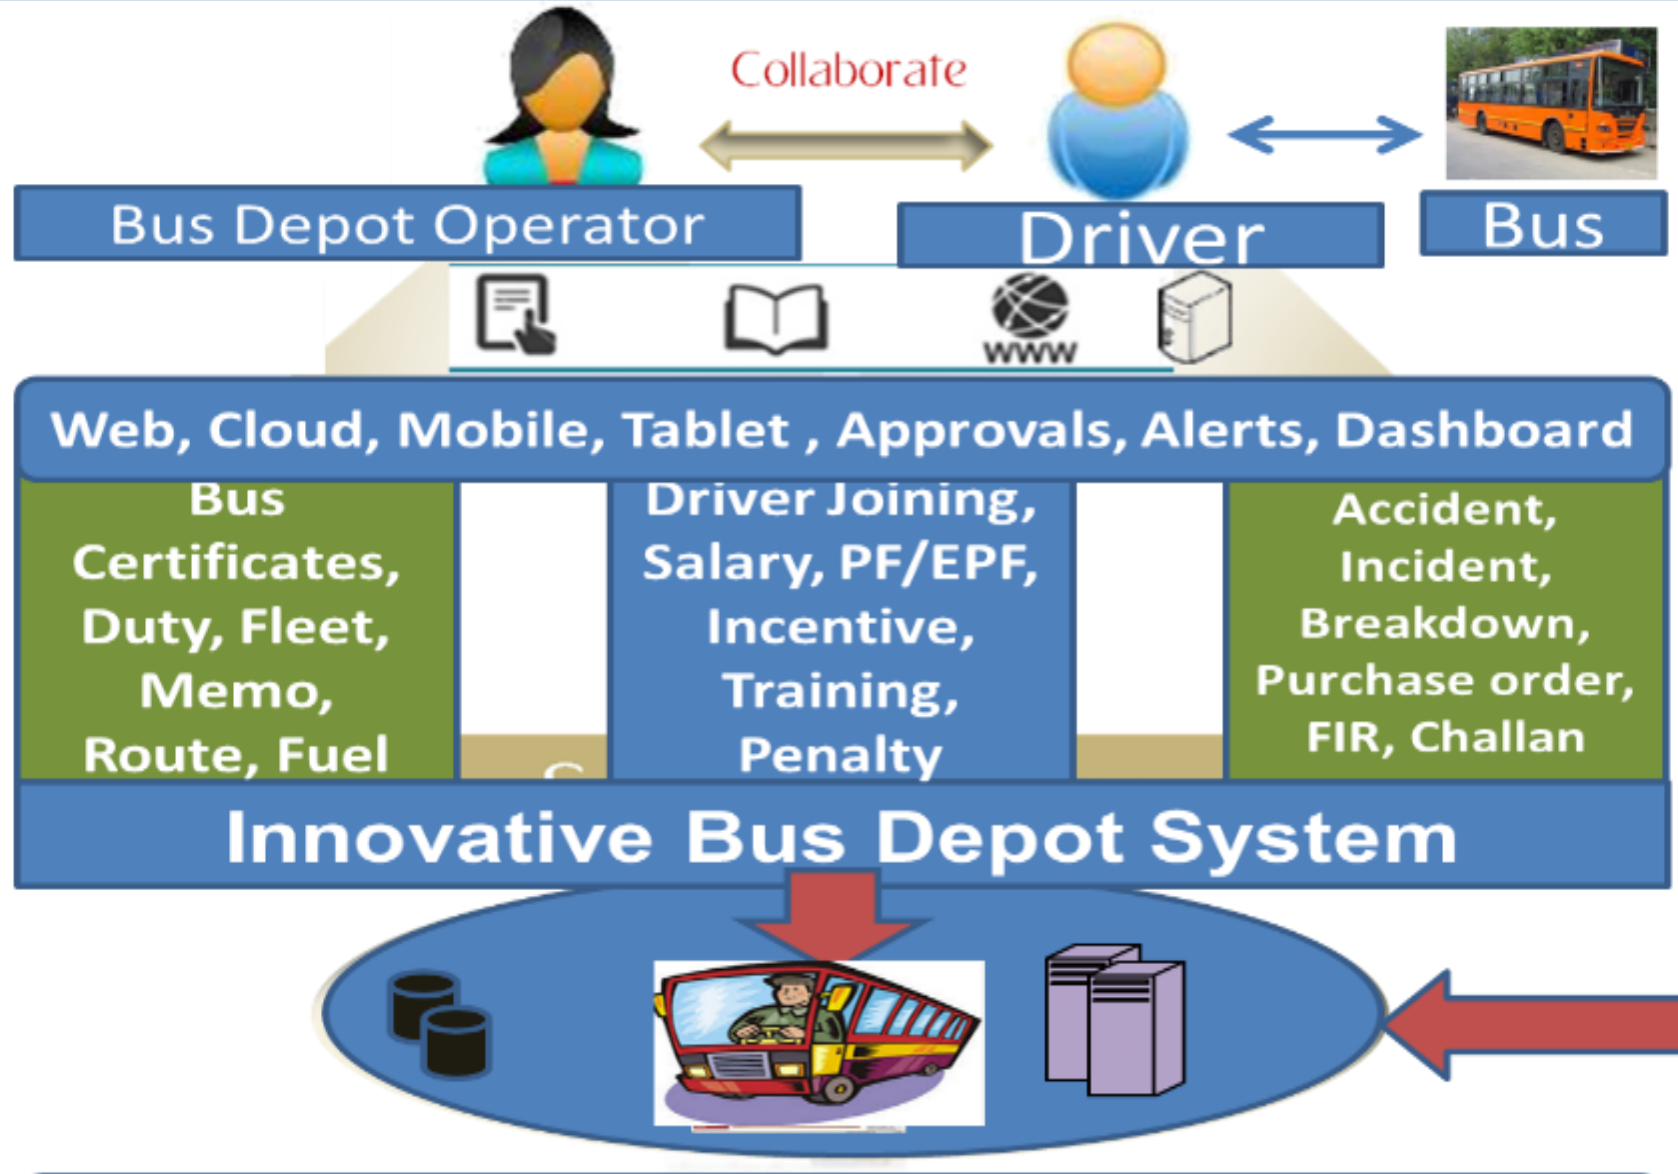 Collaborate
Bus Depot Operator
Driver
Bus
www
Web, Cloud, Mobile, Tablet , Approvals, Alerts, Dashboard
Bus
Certificates,
Duty, Fleet,
Memo,
Route, Fuel
Driver Joining,
Salary, PF/EPF,
Incentive,
Training,
Penalty
Accident,
Incident,
Breakdown,
Purchase order,
FIR, Challan
Innovative Bus Depot System